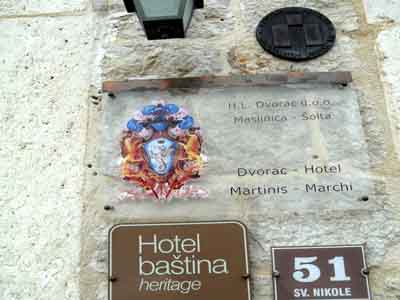 H.L. Dvorac d.o.o.
Maslinica - Šolta
Dvorac - Hotel
Martinis - Marchi
Hotel
baština
heritage
51
SV. NIKOLE